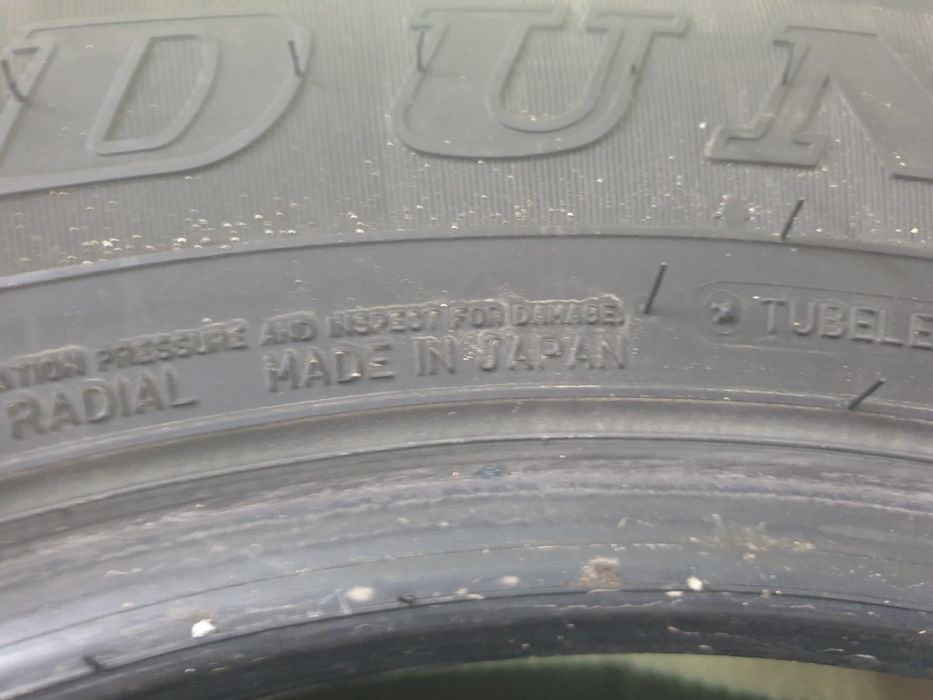 DUN
ATION PRESSURE AND INSPECT FOR DAMAGE.
RADIAL MADE IN JAPAN
TUBELE